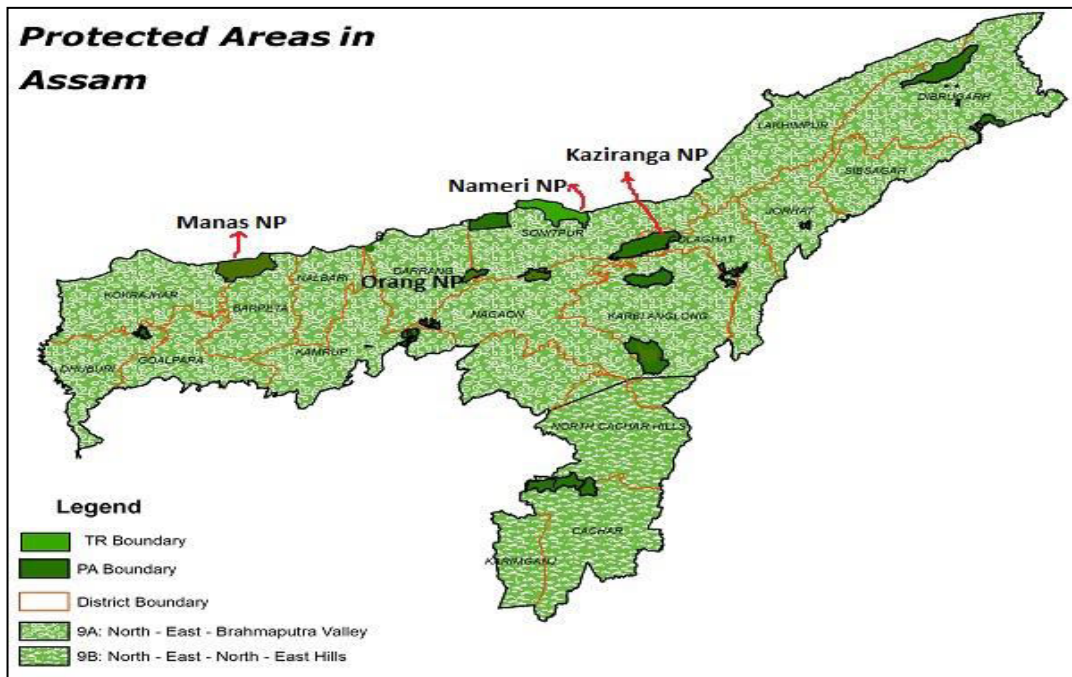 Protected Areas in
Assam
Kaziranga NP
Nameri NP
Manas NP
Orang NP
DIBRUGARH
LAKHIMPUR
SIBSAGAR
JORHAT
SONITPUR
OLAGHAT
DARRANG
NALBARI
KOKRAJHAR
BARPETA
NAGAON
KARBI ANGLONG
GOALPARA
KAMRUP
DHUBURI
NORTH CACHAR HILLS
CACHAR
KARIMGANJ
Legend
TR Boundary
PA Boundary
District Boundary
9A: North - East - Brahmaputra Valley
9B: North - East - North - East Hills